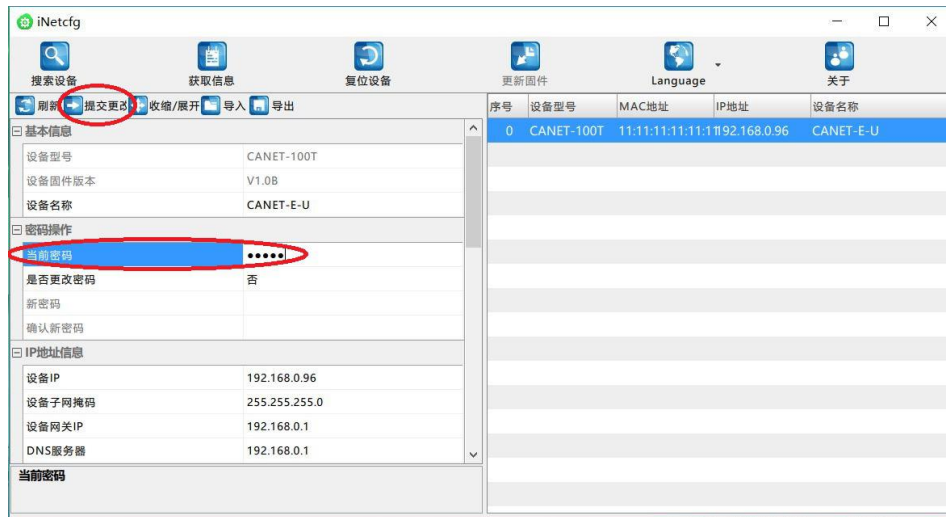 iNetcfg
搜索设备 获取信息 复位设备 更新固件 Language 关于
刷新 提交更改 收缩/展开 导入 导出
序号 设备型号 MAC地址 IP地址 设备名称
0 CANET-100T 11:11:11:11:11:11 192.168.0.96 CANET-E-U
基本信息
设备型号 CANET-100T
设备固件版本 V1.0B
设备名称 CANET-E-U
密码操作
当前密码 ●●●●●
是否更改密码 否
新密码
确认新密码
IP地址信息
设备IP 192.168.0.96
设备子网掩码 255.255.255.0
设备网关IP 192.168.0.1
DNS服务器 192.168.0.1
当前密码